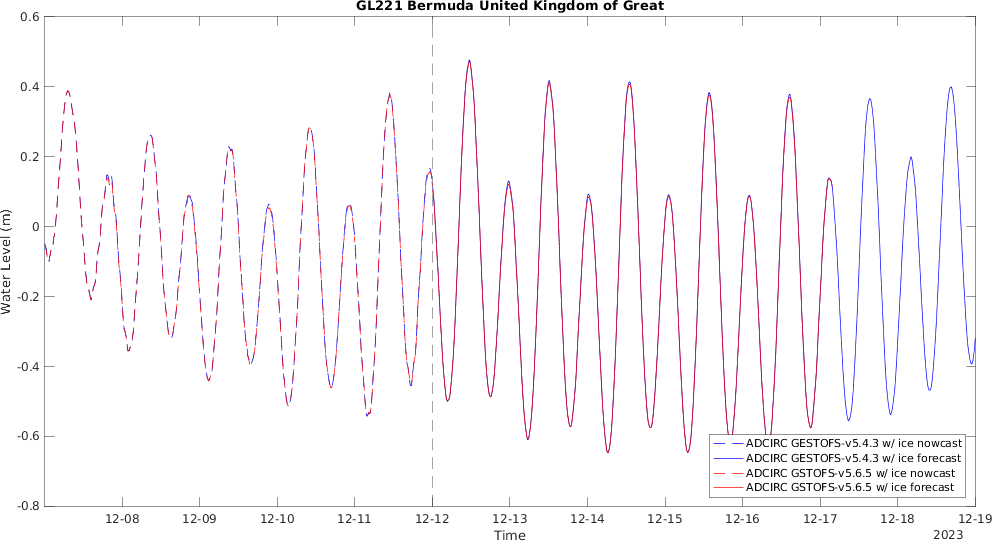 GL221 Bermuda United Kingdom of Great
0.6
0.4
0.2
0
-0.2
-0.4
-0.6
-0.8
Water Level (m)
ADCIRC GESTOFS-v5.4.3 w/ ice nowcast
ADCIRC GESTOFS-v5.4.3 w/ ice forecast
ADCIRC GSTOFS-v5.6.5 w/ ice nowcast
ADCIRC GSTOFS-v5.6.5 w/ ice forecast
12-08 12-09 12-10 12-11 12-12 12-13 12-14 12-15 12-16 12-17 12-18 12-19
Time
2023